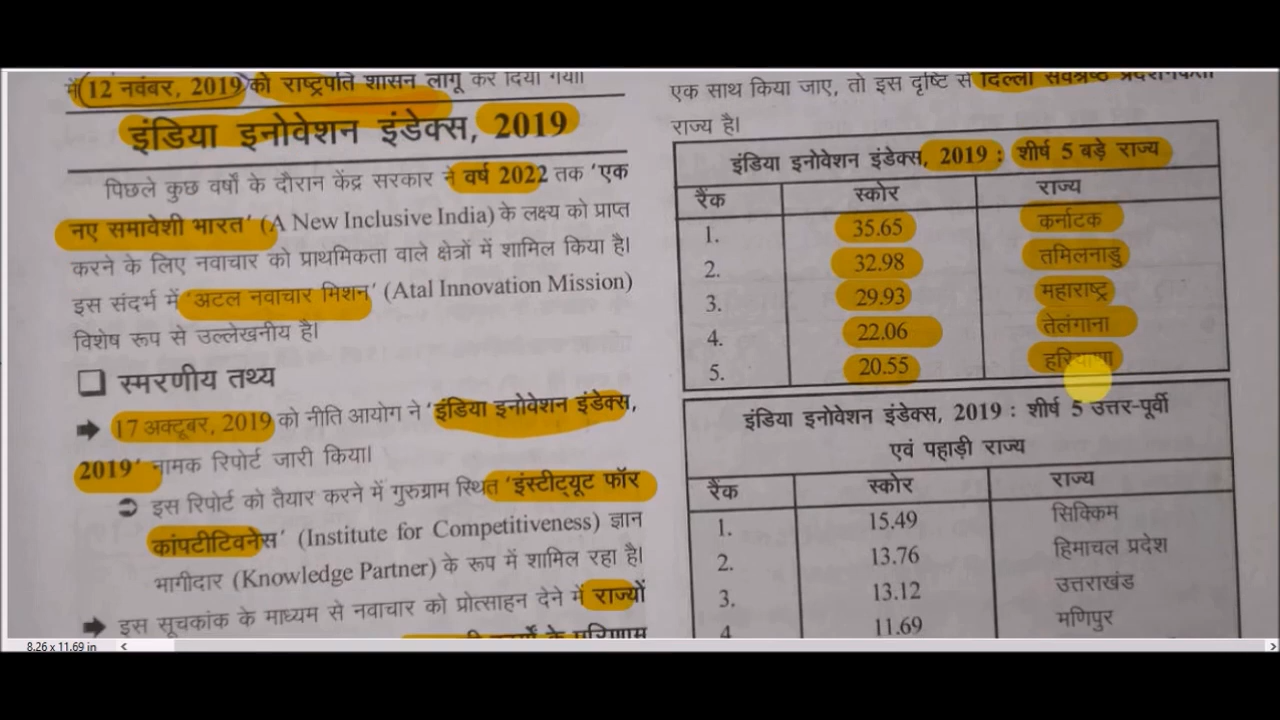 में 12 नवंबर, 2019 को राष्ट्रपति शासन लागू कर दिया गया।
इंडिया इनोवेशन इंडेक्स, 2019
पिछले कुछ वर्षों के दौरान केंद्र सरकार ने वर्ष 2022 तक ‘एक
नए समावेशी भारत’ (A New Inclusive India) के लक्ष्य को प्राप्त
करने के लिए नवाचार को प्राथमिकता वाले क्षेत्रों में शामिल किया है।
इस संदर्भ में ‘अटल नवाचार मिशन’ (Atal Innovation Mission)
विशेष रूप से उल्लेखनीय है।
❑ स्मरणीय तथ्य
➡ 17 अक्टूबर, 2019 को नीति आयोग ने ‘इंडिया इनोवेशन इंडेक्स,
2019’ नामक रिपोर्ट जारी किया।
➲ इस रिपोर्ट को तैयार करने में गुरुग्राम स्थित ‘इंस्टीट्यूट फॉर
कांपटीटिवनेस’ (Institute for Competitiveness) ज्ञान
भागीदार (Knowledge Partner) के रूप में शामिल रहा है।
➡ इस सूचकांक के माध्यम से नवाचार को प्रोत्साहन देने में राज्यों
के परिणाम
एक साथ किया जाए, तो इस दृष्टि से दिल्ली सर्वश्रेष्ठ प्रदर्शनकर्ता
राज्य है।
इंडिया इनोवेशन इंडेक्स, 2019 : शीर्ष 5 बड़े राज्य
रैंक स्कोर राज्य
1. 35.65 कर्नाटक
2. 32.98 तमिलनाडु
3. 29.93 महाराष्ट्र
4. 22.06 तेलंगाना
5. 20.55 हरियाणा
इंडिया इनोवेशन इंडेक्स, 2019 : शीर्ष 5 उत्तर-पूर्वी
एवं पहाड़ी राज्य
रैंक स्कोर राज्य
1. 15.49 सिक्किम
2. 13.76 हिमाचल प्रदेश
3. 13.12 उत्तराखंड
4 11.69 मणिपुर
8.26 x 11.69 in